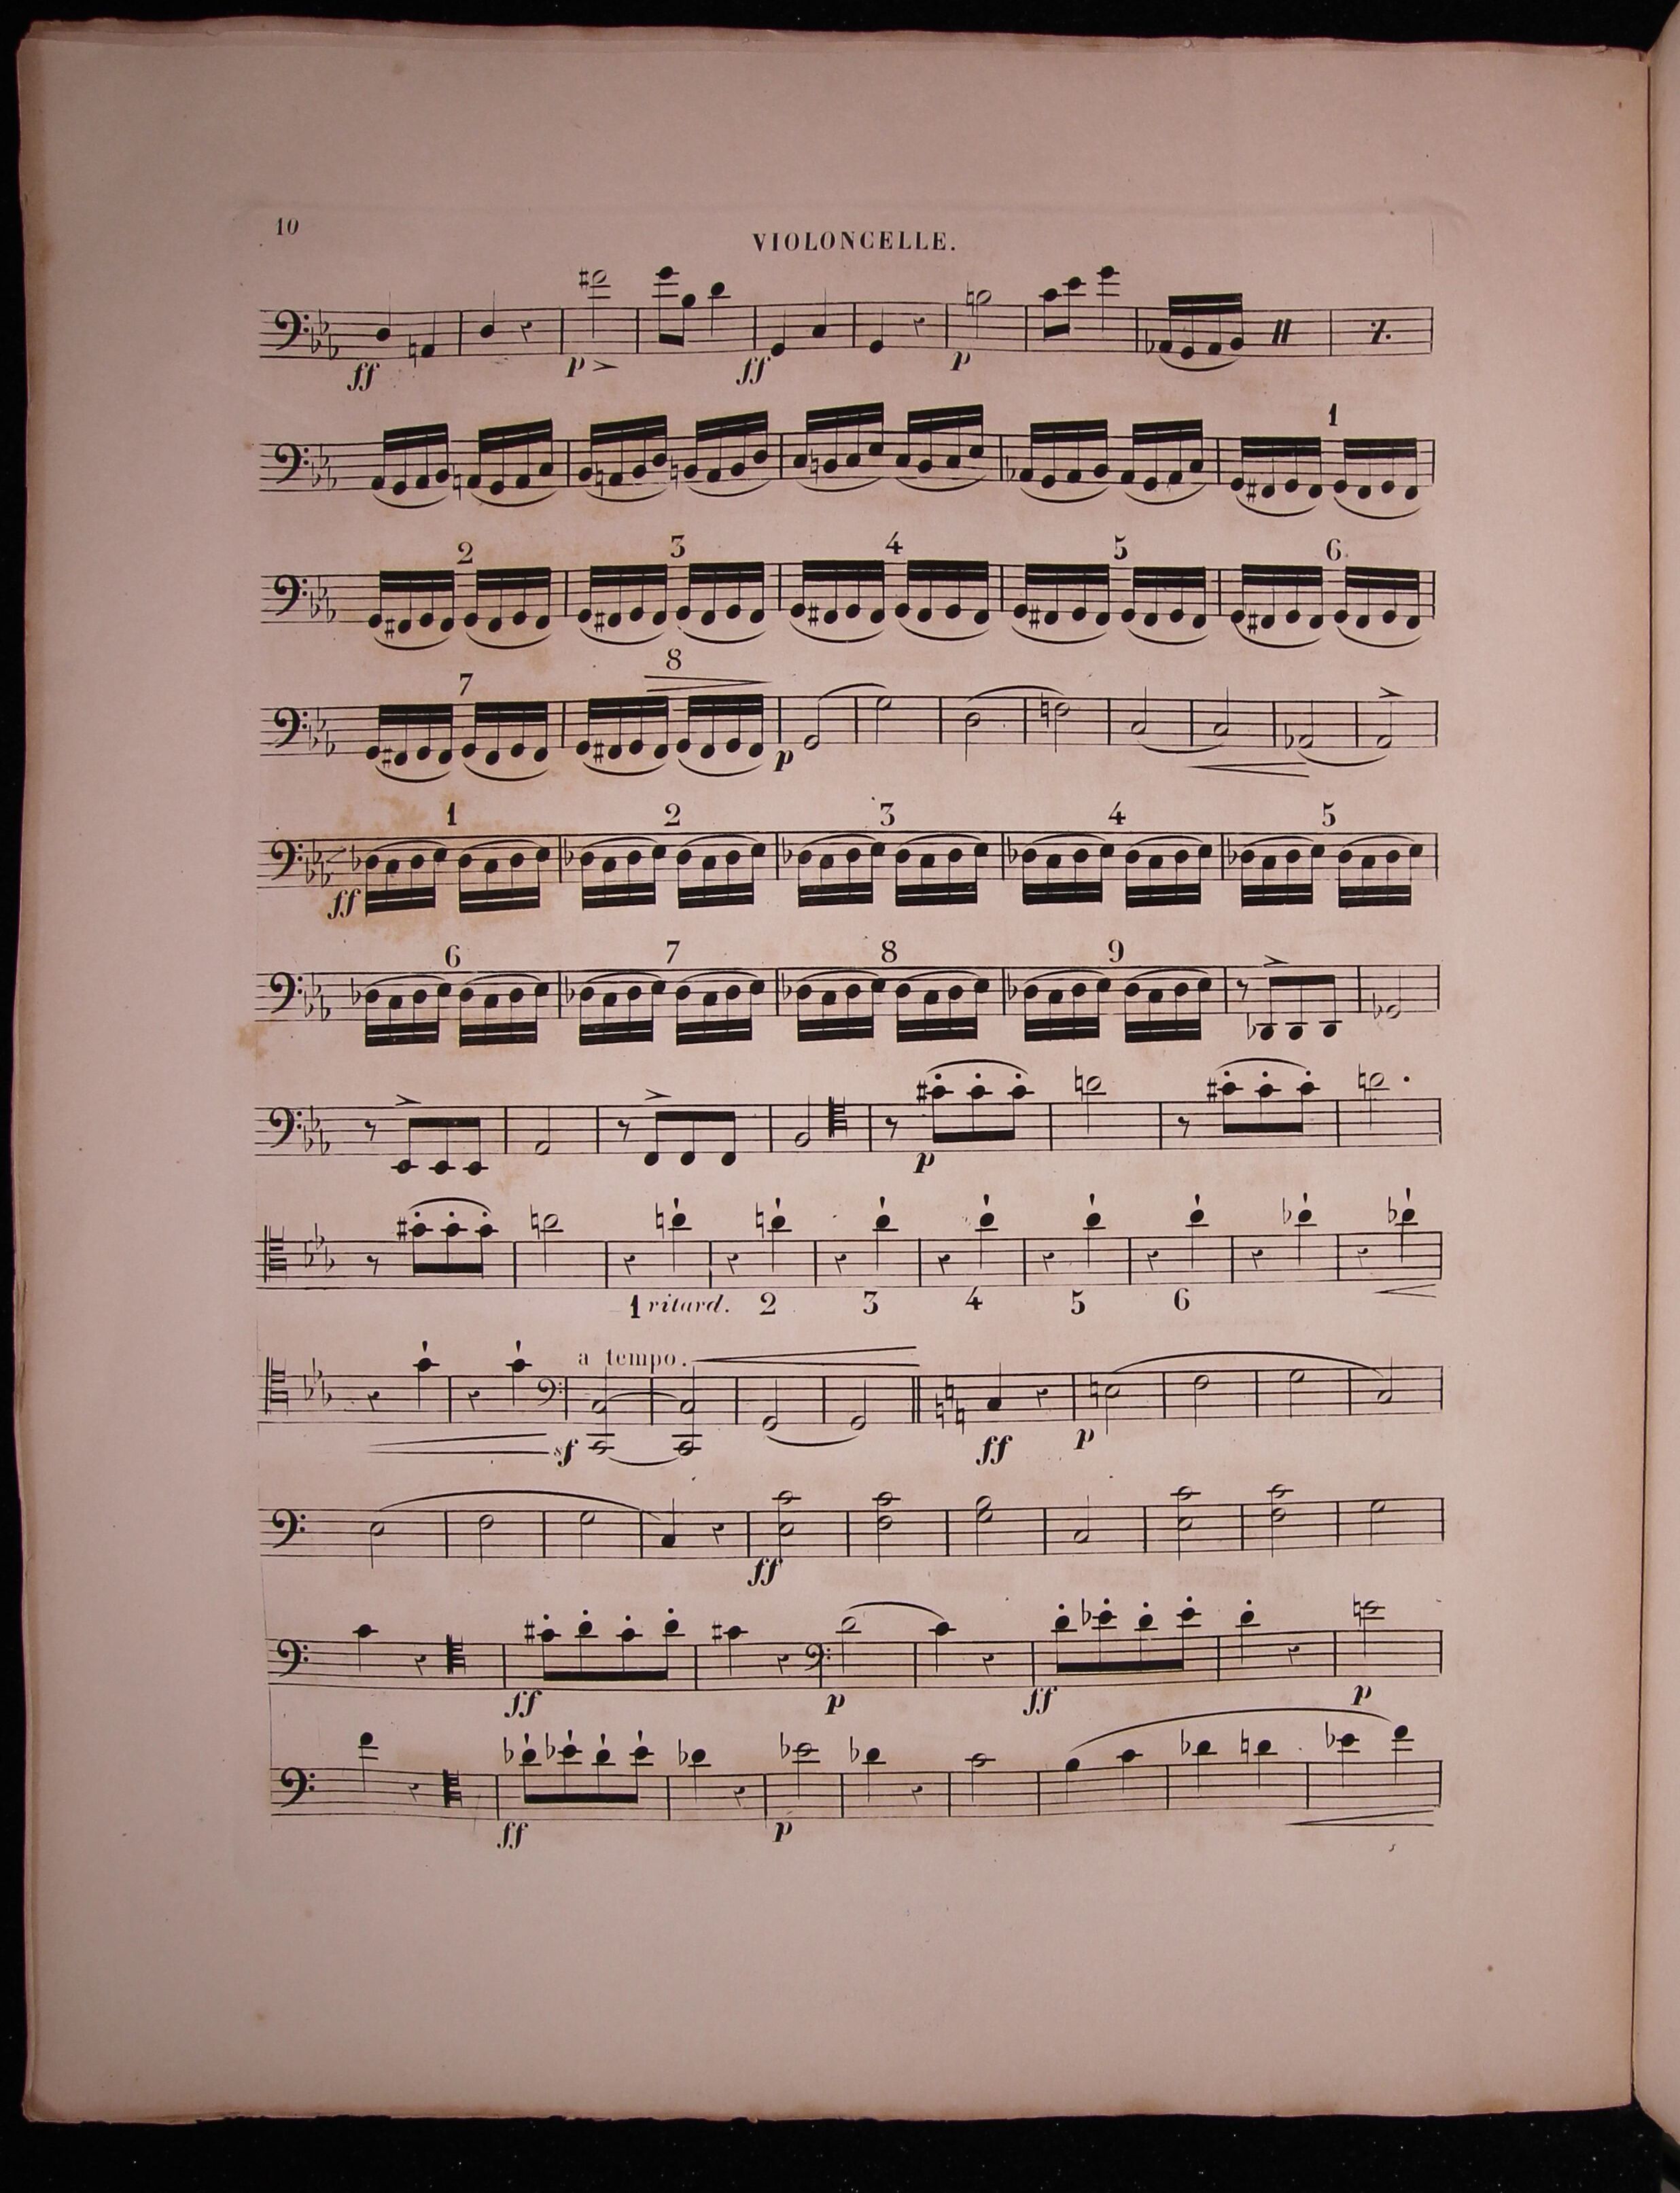 10
VIOLONCELLE.
ff p ff p
1
2 3 4 5 6.
7 8
p
1 2 3 4 5
ff
6 7 8 9
p
1 ritard. 2 3 4 5 6
a tempo.
sf ff p
ff
ff p ff p
ff p